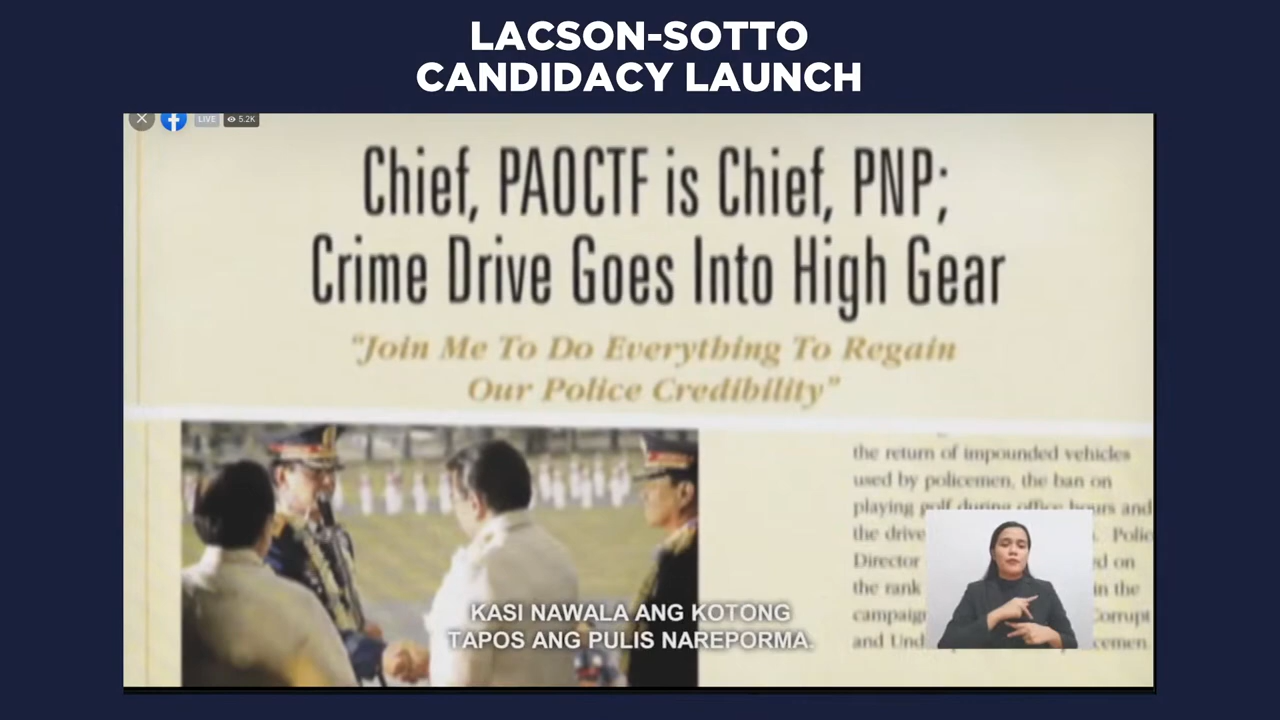 LACSON-SOTTO
CANDIDACY LAUNCH
LIVE 5.2K
Chief, PAOCTF is Chief, PNP;
Crime Drive Goes Into High Gear
"Join Me To Do Everything To Regain
Our Police Credibility"
the return of impounded vehicles
used by policemen, the ban on
playing golf during office hours and
the drive
Director
the rank in the
campaign Corrupt
and
KASI NAWALA ANG KOTONG
TAPOS ANG PULIS NAREPORMA.